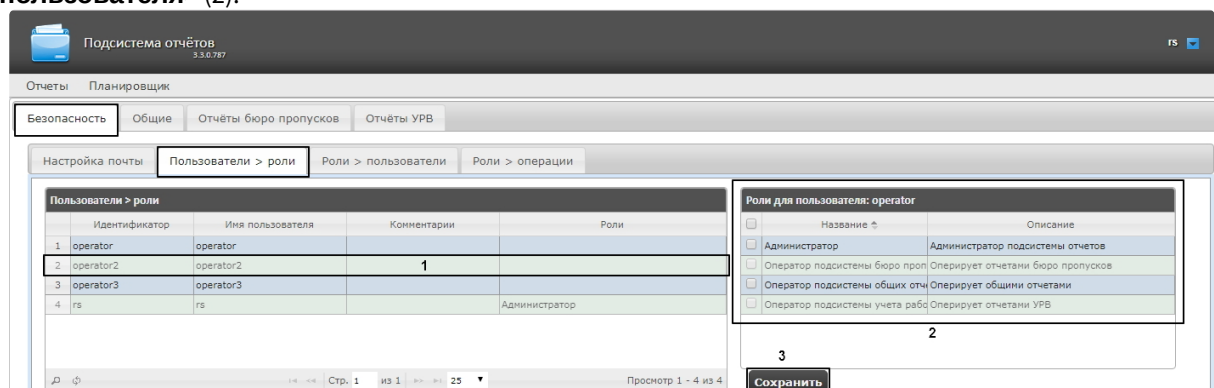 пользователя" (2).
Подсистема отчётов
3.3.0.787
rs
Отчеты Планировщик
Безопасность Общие Отчёты бюро пропусков Отчёты УРВ
Настройка почты Пользователи > роли Роли > пользователи Роли > операции
Пользователи > роли
Идентификатор Имя пользователя Комментарии Роли
1 operator operator
2 operator2 operator2 1
3 operator3 operator3
4 rs rs Администратор
Стр. 1 из 1 25 Просмотр 1 - 4 из 4
Роли для пользователя: operator
Название Описание
Администратор Администратор подсистемы отчетов
Оператор подсистемы бюро проп Оперирует отчетами бюро пропусков
Оператор подсистемы общих отч Оперирует общими отчетами
Оператор подсистемы учета рабо Оперирует отчетами УРВ
2
3
Сохранить